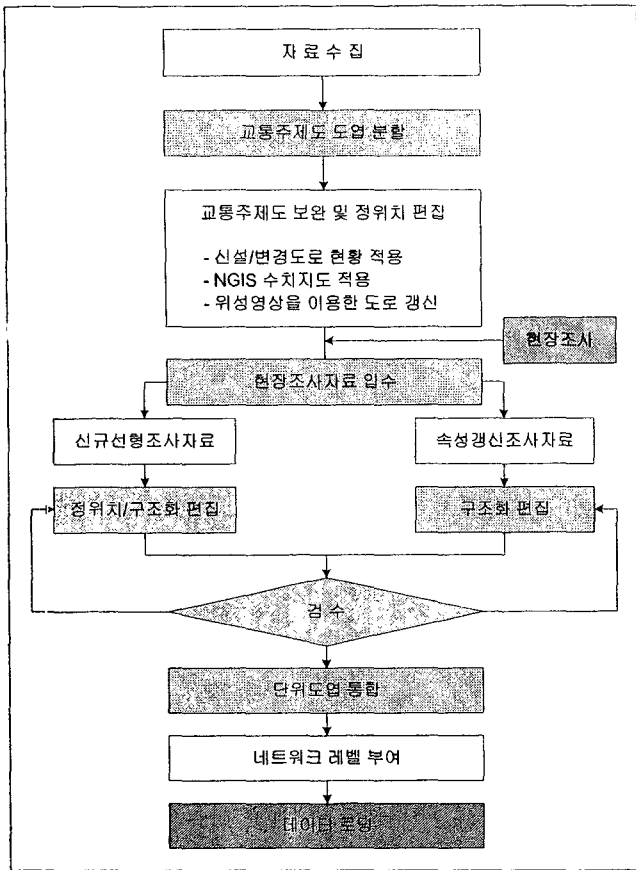 자 료 수 집
교통주제도 도엽 분할
교통주제도 보완 및 정위치 편집
- 신설/변경도로 현황 적용
- NGIS 수치지도 적용
- 위성영상을 이용한 도로 갱신
현장조사
현장조사자료 입수
신규선형조사자료
속성갱신조사자료
정위치/구조화 편집
구조화 편집
검 수
단위도엽 통합
네트워크 레벨 부여
데이터 로딩